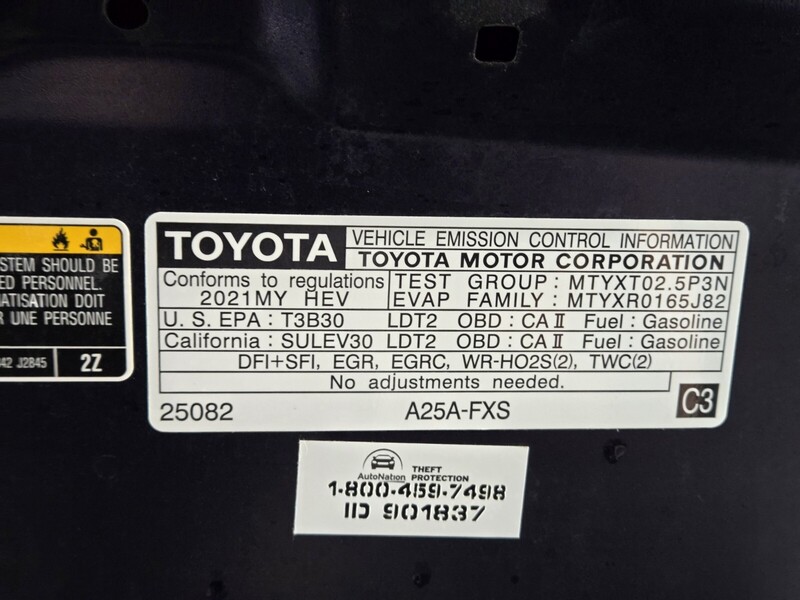 STEM SHOULD BE
ED PERSONNEL.
MATISATION DOIT
R UNE PERSONNE
J2845
2Z
TOYOTA
VEHICLE EMISSION CONTROL INFORMATION
TOYOTA MOTOR CORPORATION
Conforms to regulations
2021MY HEV
TEST GROUP : MTYXT02.5P3N
EVAP FAMILY : MTYXR0165J82
U. S. EPA : T3B30 LDT2 OBD : CA II Fuel : Gasoline
California : SULEV30 LDT2 OBD : CA II Fuel : Gasoline
DFI+SFI, EGR, EGRC, WR-HO2S(2), TWC(2)
No adjustments needed.
25082 A25A-FXS C3
AutoNation THEFT
PROTECTION
1-800-459-7498
ID 901837